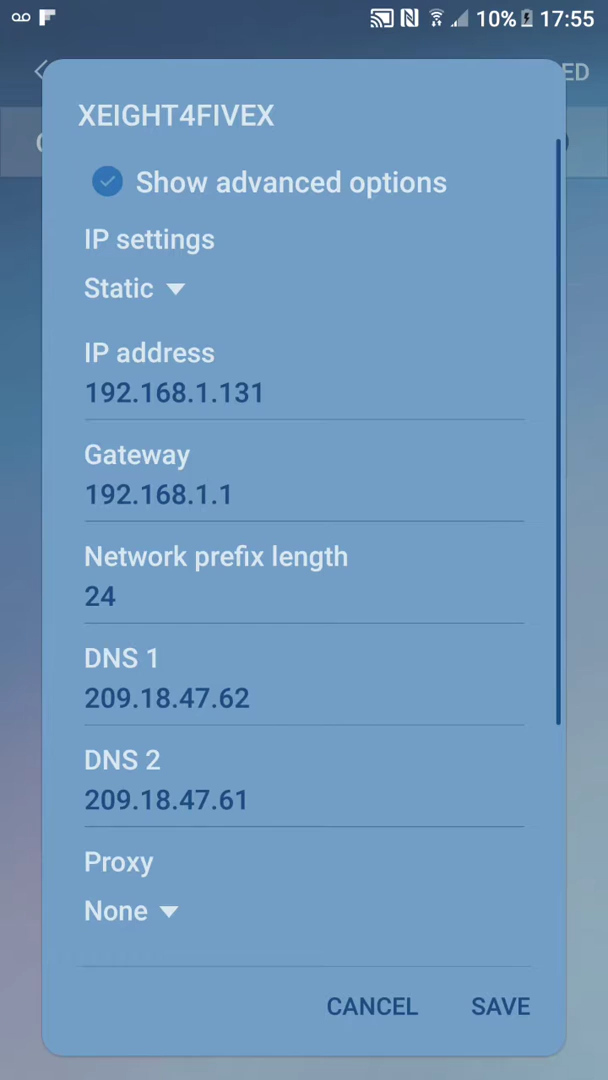 10% 17:55
ED
XEIGHT4FIVEX
Show advanced options
IP settings
Static
IP address
192.168.1.131
Gateway
192.168.1.1
Network prefix length
24
DNS 1
209.18.47.62
DNS 2
209.18.47.61
Proxy
None
CANCEL SAVE